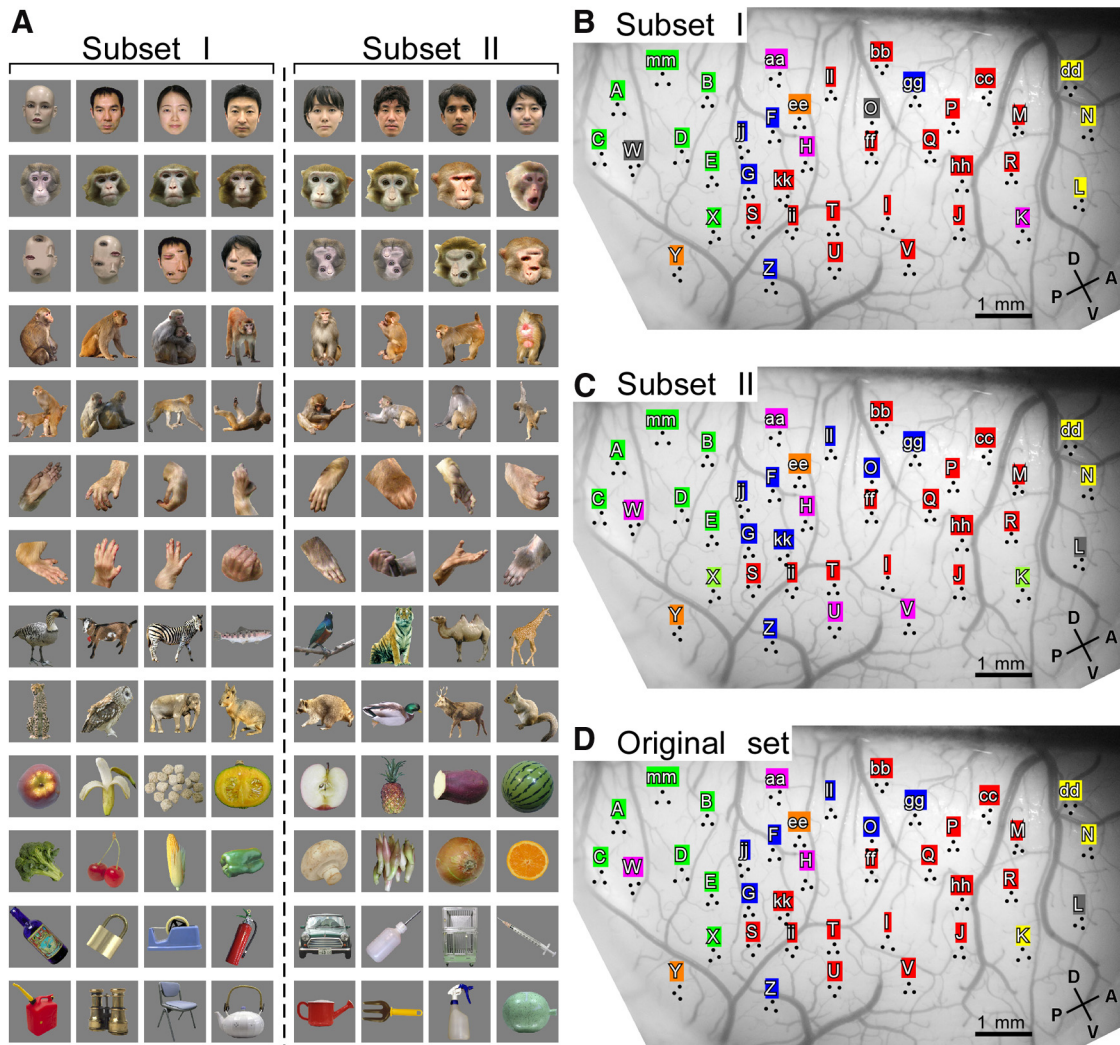 A
Subset I
Subset II
B Subset I
mm aa bb
A B ll gg cc dd
ee
C W D jj F O P M N
E H ff Q
G kk hh R L
X S ii T I J K
Y Z U V
D
P A
V
1 mm
C Subset II
mm aa bb
A B ll gg cc dd
ee
C W D jj F O P M N
E H ff Q
G kk hh R L
X S ii T I J K
Y Z U V
D
P A
V
1 mm
D Original set
mm aa bb
A B ll gg cc dd
ee
C W D jj F O P M N
E H ff Q
G kk hh R L
X S ii T I J K
Y Z U V
D
P A
V
1 mm